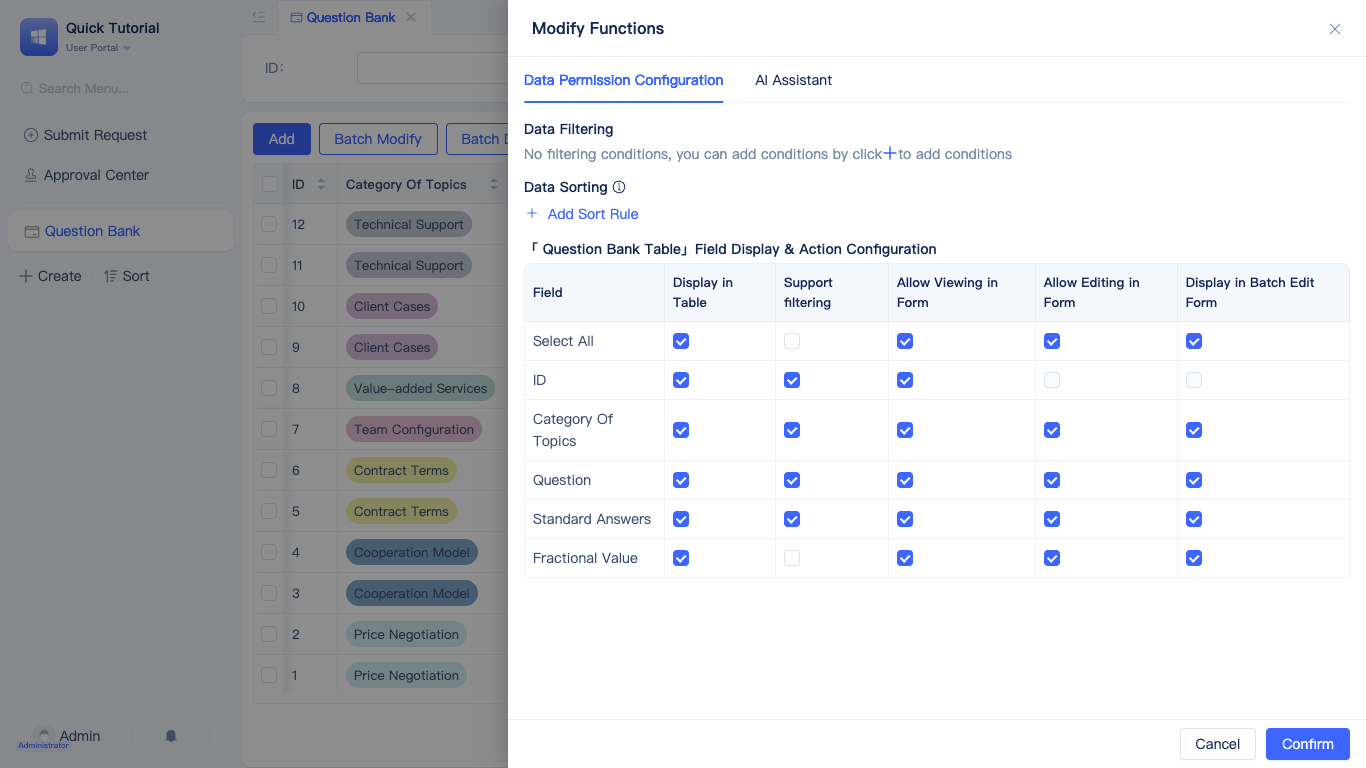 Quick Tutorial
User Portal
Search Menu...
Submit Request
Approval Center
Question Bank
Create
Sort
Admin
Administrator
Question Bank
ID:
Add
Batch Modify
Batch D
ID
Category Of Topics
12
Technical Support
11
Technical Support
10
Client Cases
9
Client Cases
8
Value-added Services
7
Team Configuration
6
Contract Terms
5
Contract Terms
4
Cooperation Model
3
Cooperation Model
2
Price Negotiation
1
Price Negotiation
Modify Functions
Data Permission Configuration
AI Assistant
Data Filtering
No filtering conditions, you can add conditions by click+to add conditions
Data Sorting
+ Add Sort Rule
「 Question Bank Table」Field Display & Action Configuration
Field
Display in
Table
Support
filtering
Allow Viewing in
Form
Allow Editing in
Form
Display in Batch Edit
Form
Select All
ID
Category Of
Topics
Question
Standard Answers
Fractional Value
Cancel
Confirm